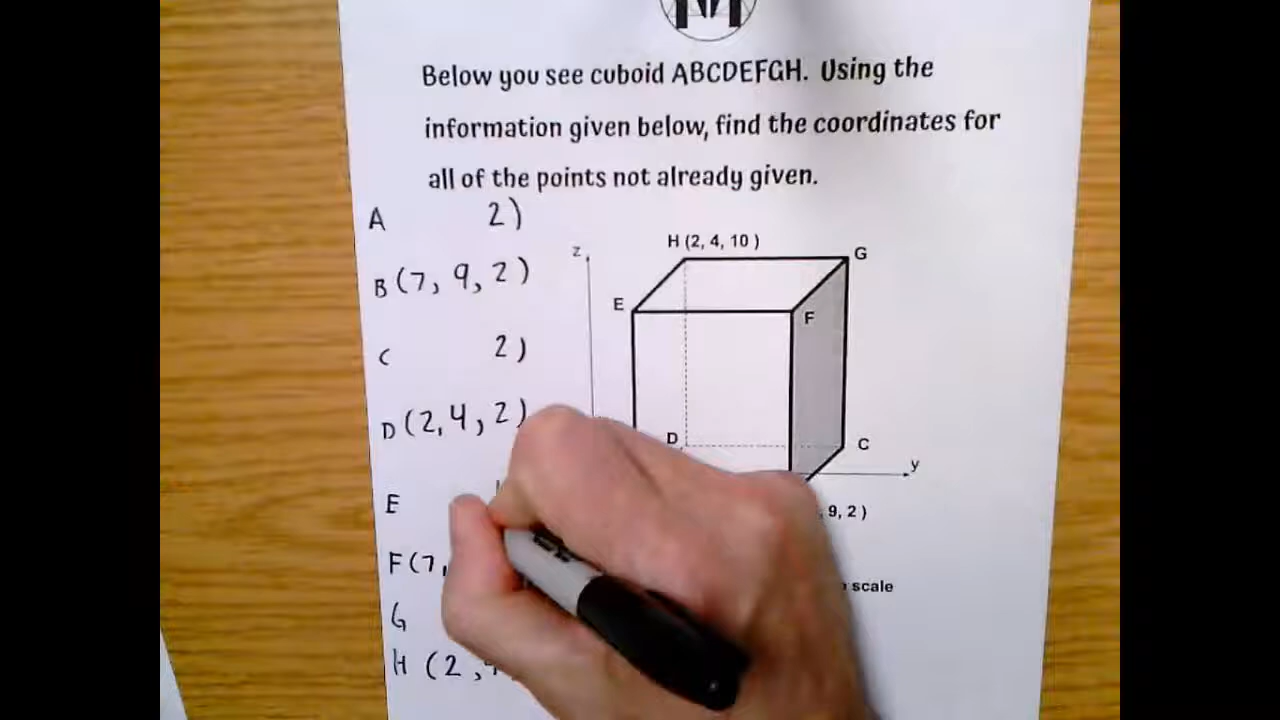 Below you see cuboid ABCDEFGH. Using the
information given below, find the coordinates for
all of the points not already given.
A 2)
B (7, 9, 2)
C 2)
D (2, 4, 2)
E
F (7,
G
H (2, 4
z
H (2, 4, 10 )
G
E
F
D
C
y
, 9, 2 )
scale